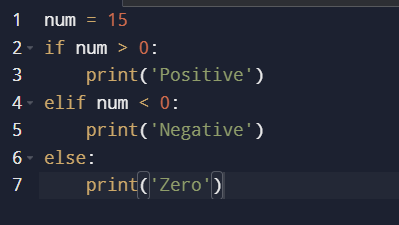 1 num = 15
2 if num > 0:
3     print('Positive')
4 elif num < 0:
5     print('Negative')
6 else:
7     print('Zero')